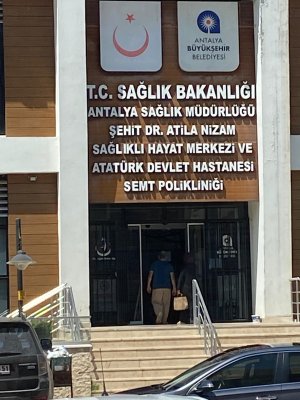 ANTALYA
BÜYÜKŞEHİR
BELEDİYESİ
T.C. SAĞLIK BAKANLIĞI
ANTALYA SAĞLIK MÜDÜRLÜĞÜ
ŞEHİT DR. ATİLA NİZAM
SAĞLIKLI HAYAT MERKEZİ VE
ATATÜRK DEVLET HASTANESİ
SEMT POLİKLİNİĞİ